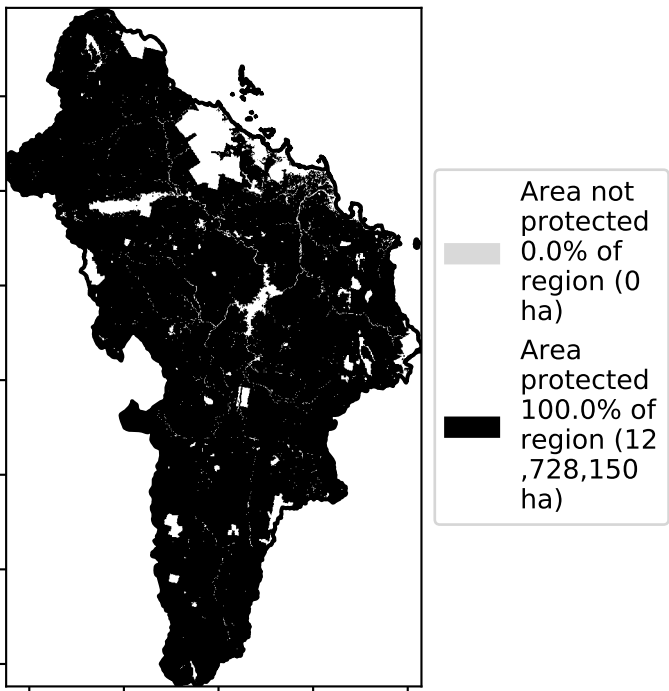 Area not
protected
0.0% of
region (0
ha)
Area
protected
100.0% of
region (12
,728,150
ha)